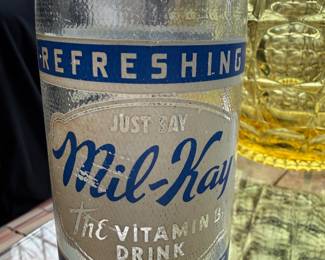 REFRESHING
JUST SAY
Mil-Kay
The VITAMIN B1
DRINK